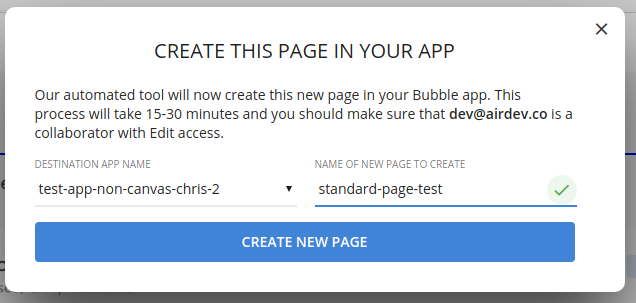 CREATE THIS PAGE IN YOUR APP
Our automated tool will now create this new page in your Bubble app. This
process will take 15-30 minutes and you should make sure that dev@airdev.co is a
collaborator with Edit access.
DESTINATION APP NAME
test-app-non-canvas-chris-2
NAME OF NEW PAGE TO CREATE
standard-page-test
CREATE NEW PAGE